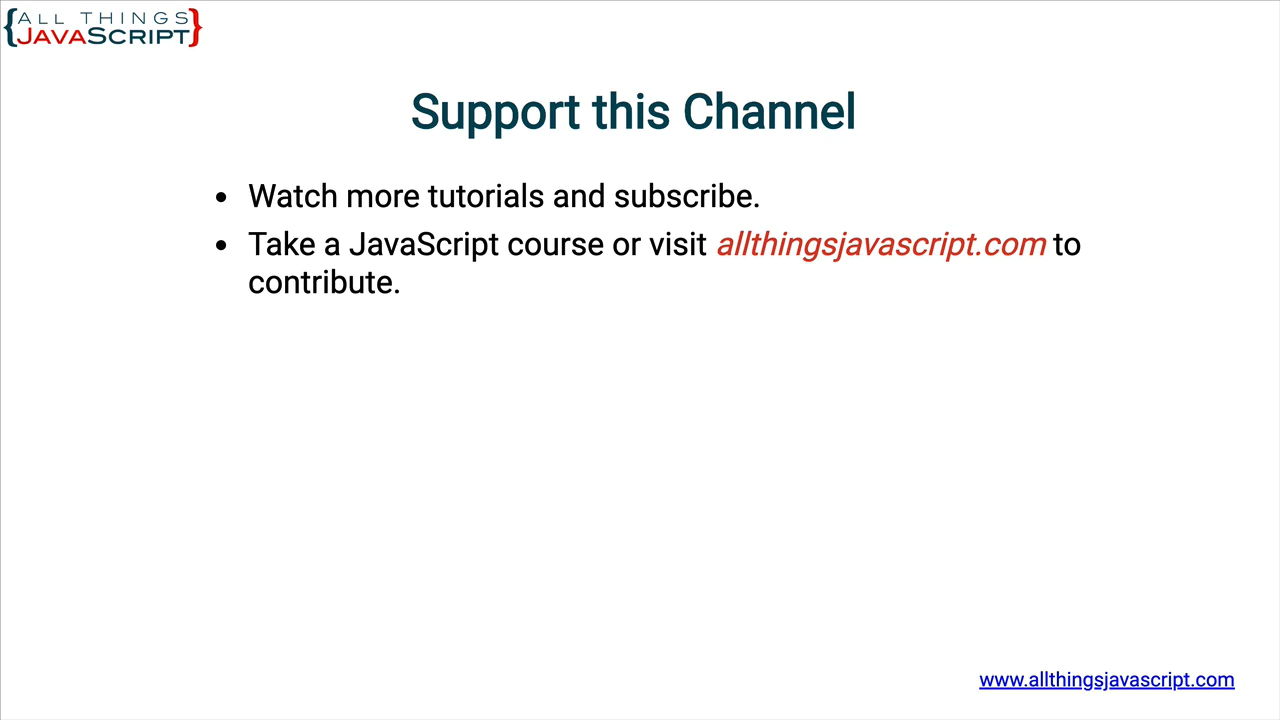 {ALL THINGS
JAVASCRIPT}
Support this Channel
• Watch more tutorials and subscribe.
• Take a JavaScript course or visit allthingsjavascript.com to
contribute.
www.allthingsjavascript.com